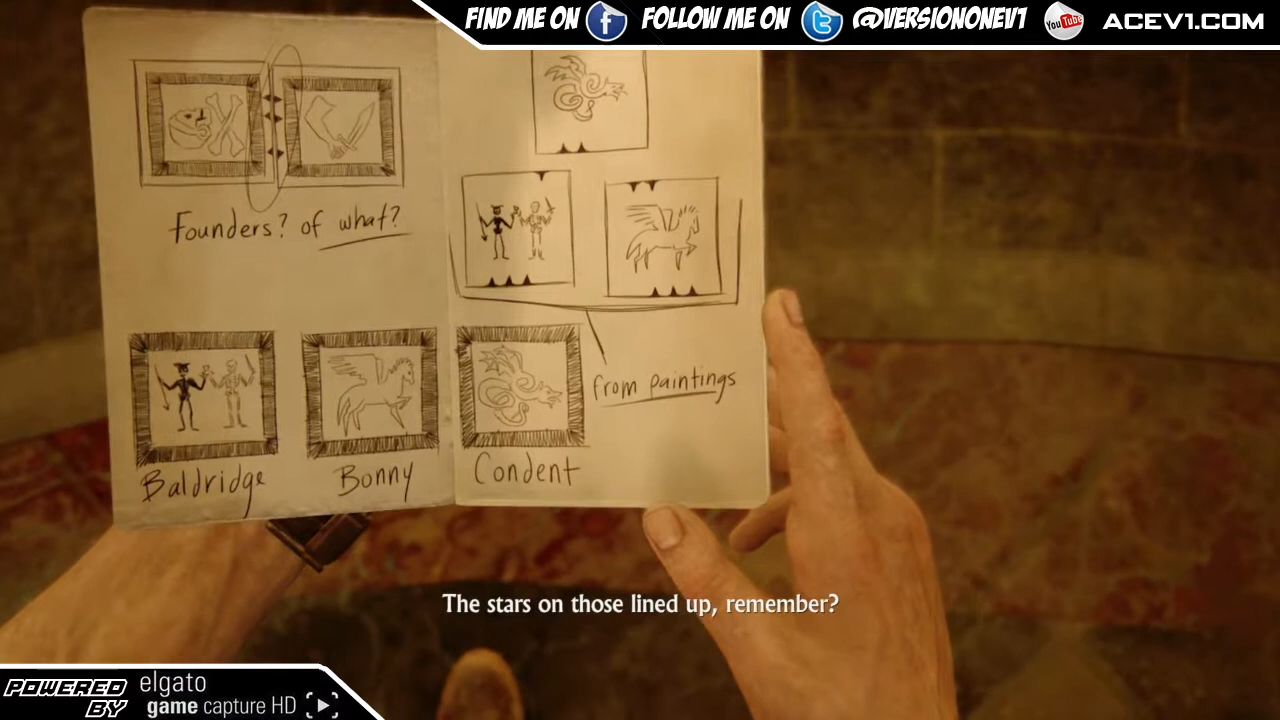 FIND ME ON f FOLLOW ME ON @VERSIONONEV1 YouTube ACEV1.COM
Founders? of what?
from paintings
Baldridge Bonny Condent
The stars on those lined up, remember?
POWERED BY
elgato
game capture HD